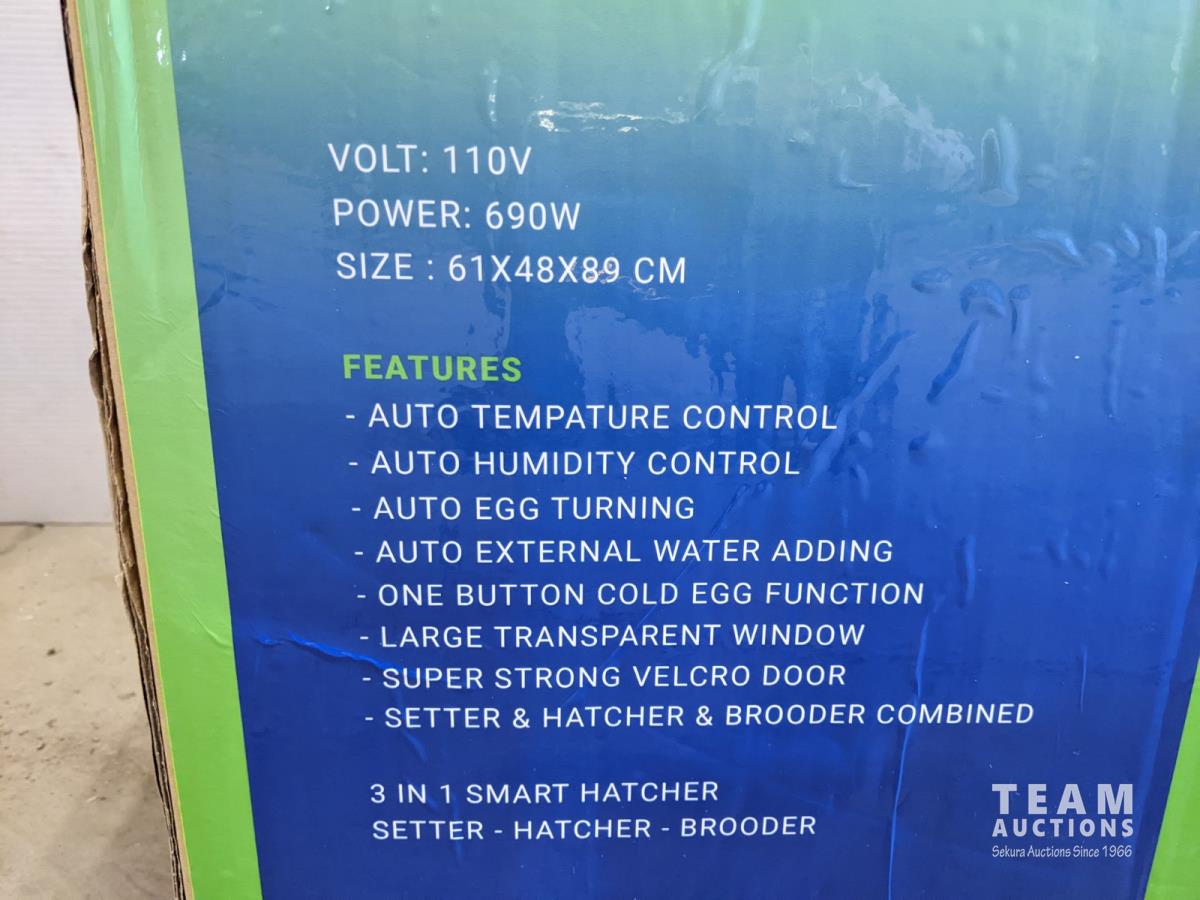 VOLT: 110V
POWER: 690W
SIZE : 61X48X89 CM
FEATURES
- AUTO TEMPATURE CONTROL
- AUTO HUMIDITY CONTROL
- AUTO EGG TURNING
- AUTO EXTERNAL WATER ADDING
- ONE BUTTON COLD EGG FUNCTION
- LARGE TRANSPARENT WINDOW
- SUPER STRONG VELCRO DOOR
- SETTER & HATCHER & BROODER COMBINED
3 IN 1 SMART HATCHER
SETTER - HATCHER - BROODER
TEAM
AUCTIONS
Sekura Auctions Since 1966